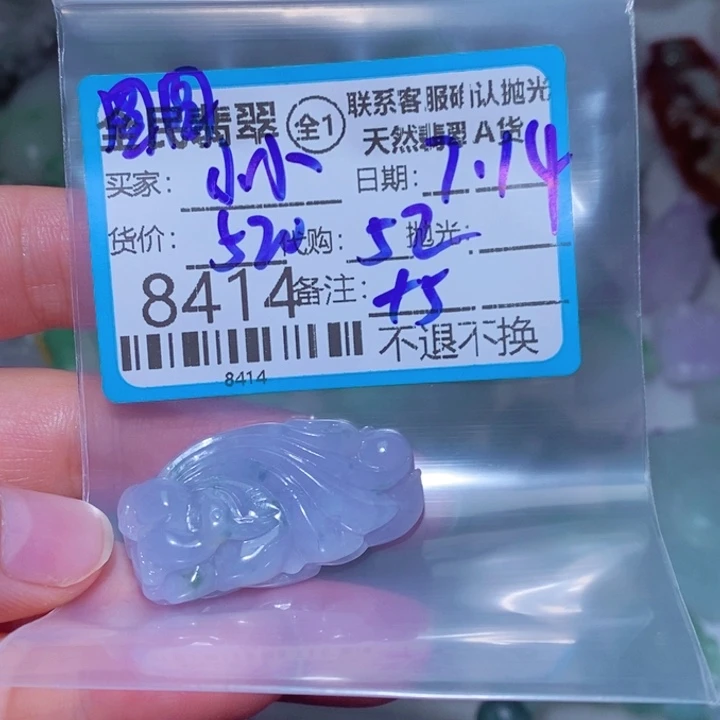 圆圆
全民翡翠 全1 联系客服确认抛光
天然翡翠A货
买家: 小小 日期: 7.14
货价: 520 代购: 52 抛光:
8414 备注: +5
不退不换
8414